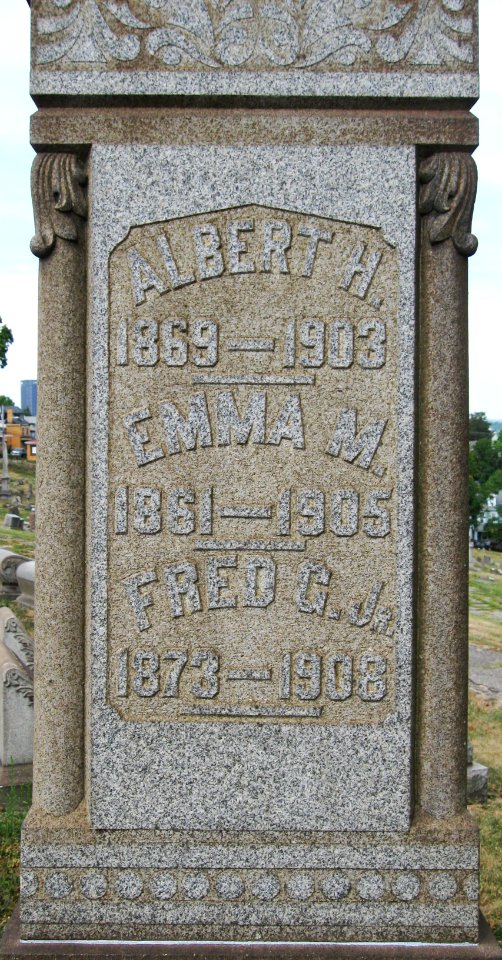 ALBERT H.
1869 — 1903
EMMA M.
1861 — 1905
FRED G. JR.
1873 — 1908